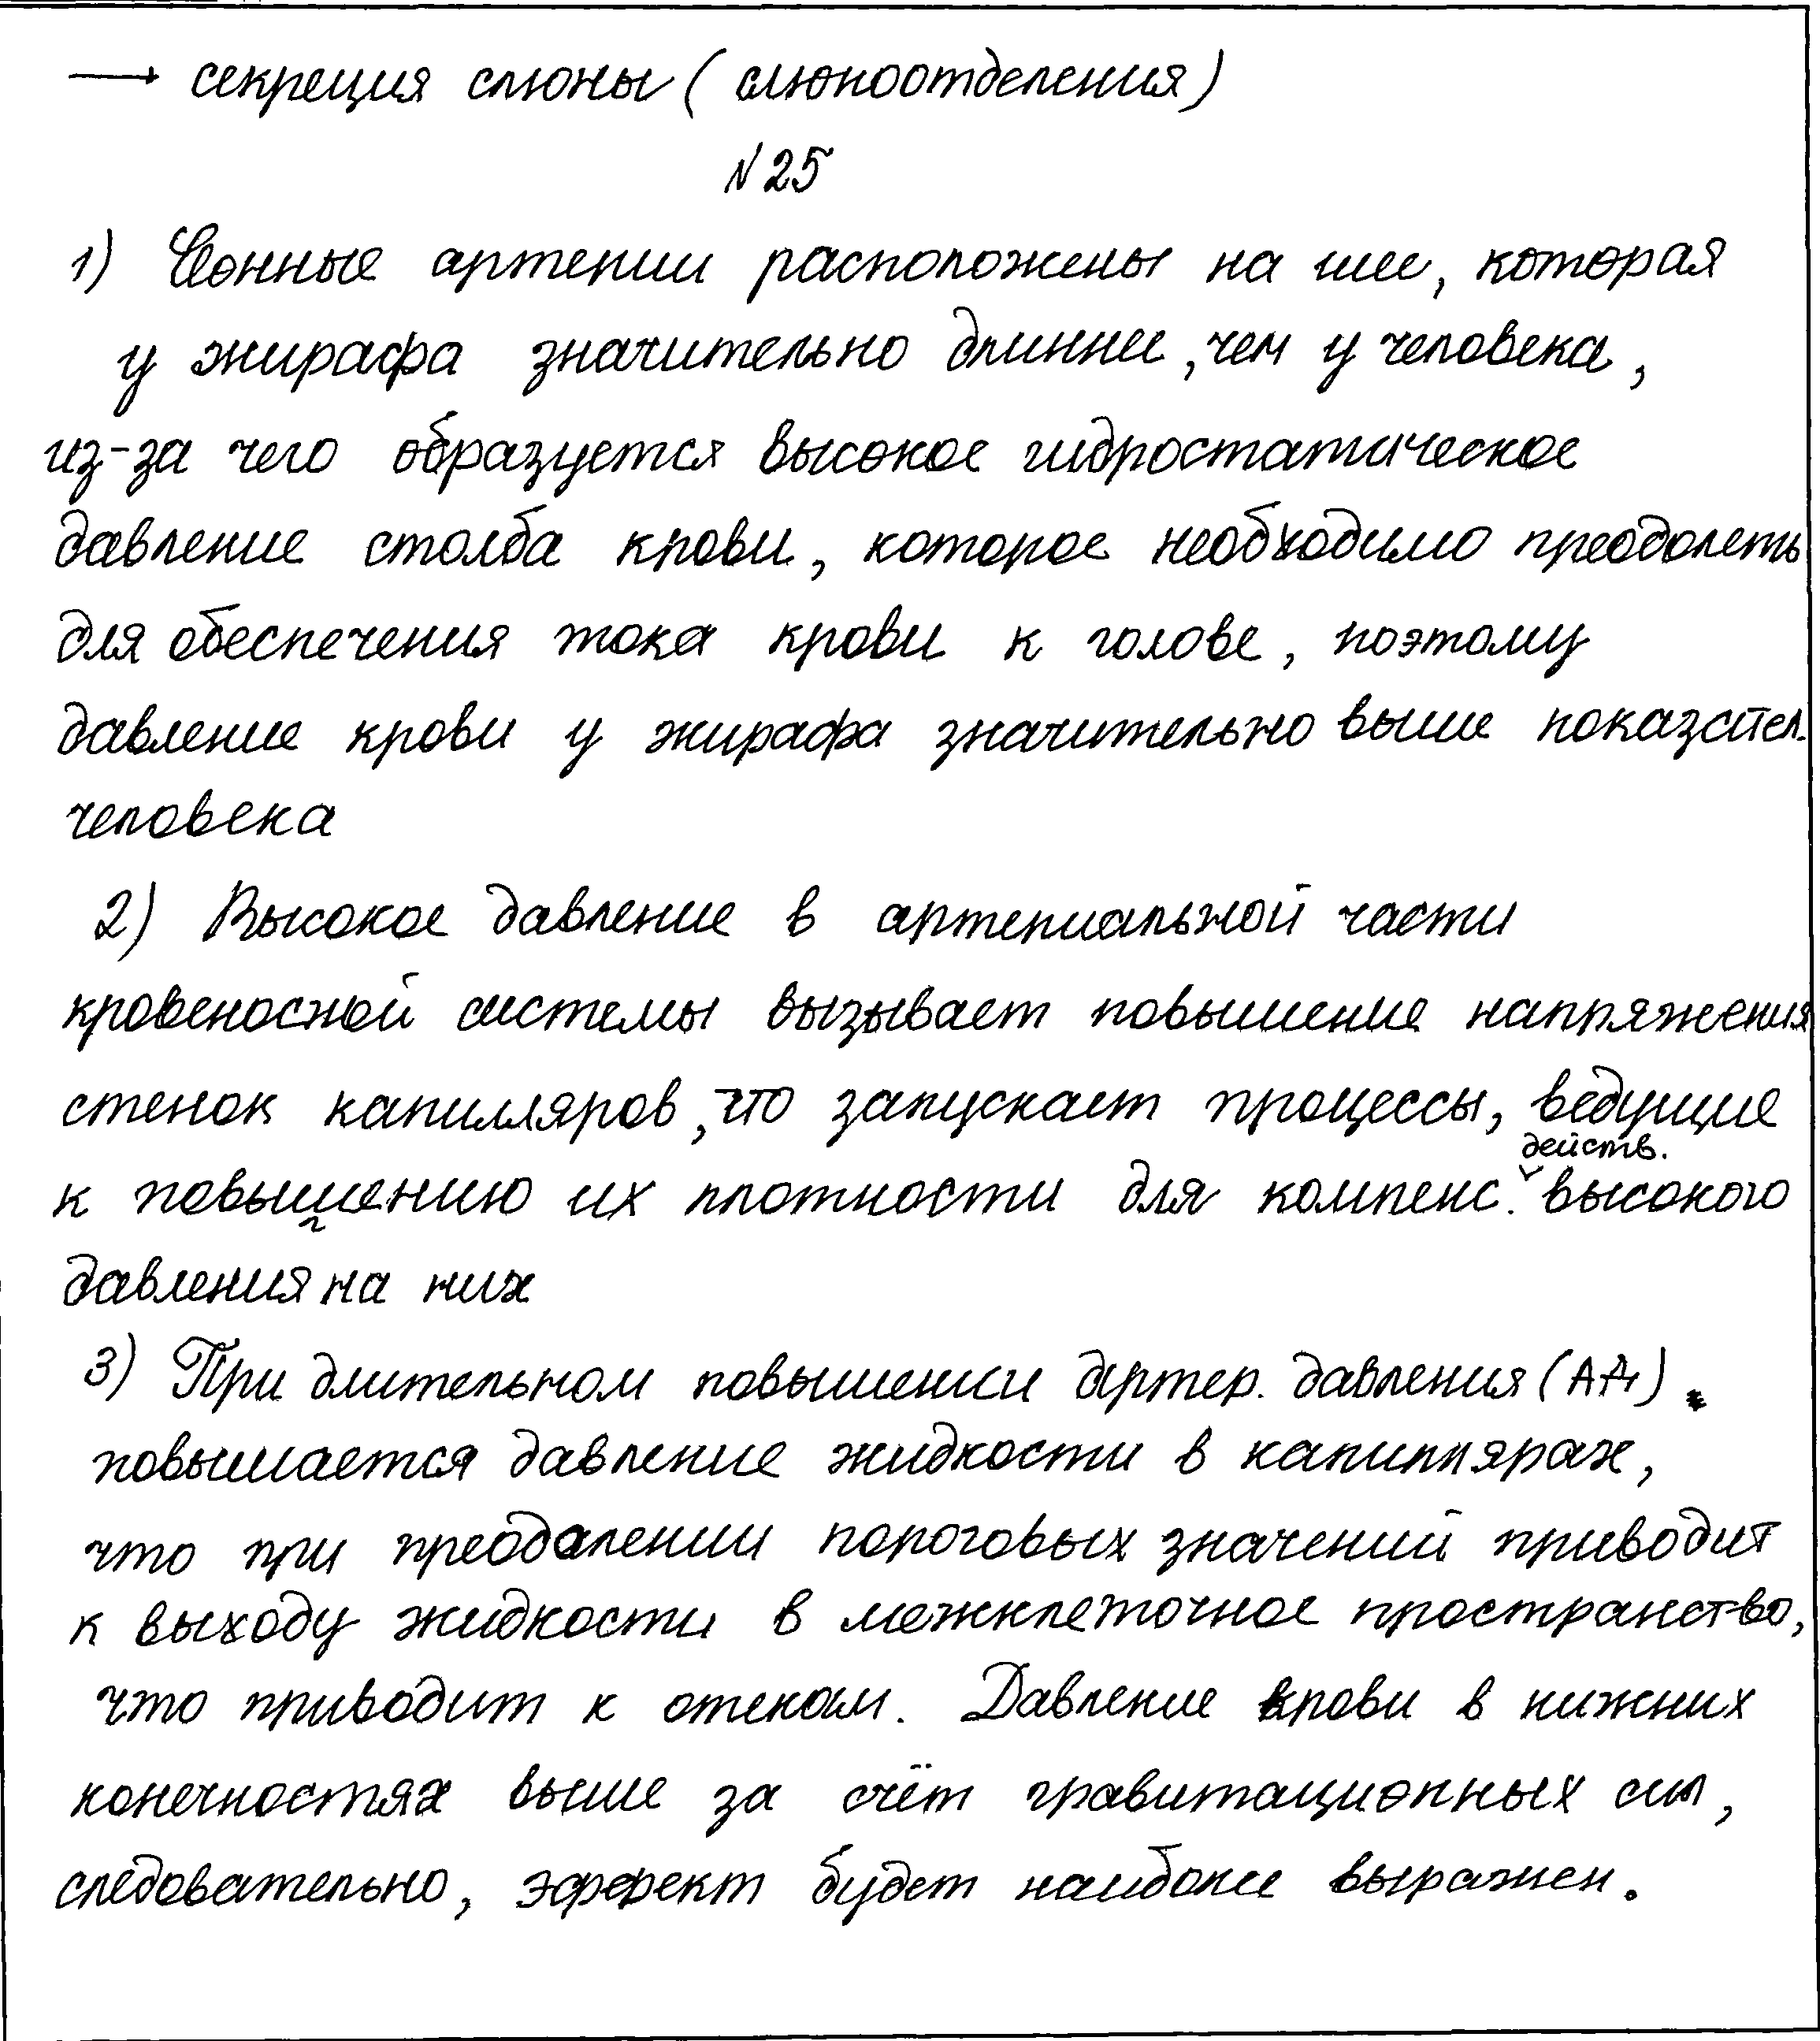 → секреция слюны (слюноотделения)
№25
1) Сонные артерии расположены на шее, которая
у жирафа значительно длиннее, чем у человека,
из-за чего образуется высокое гидростатическое
давление столба крови, которое необходимо преодолеть
для обеспечения тока крови к голове, поэтому
давление крови у жирафа значительно выше показател.
человека
2) Высокое давление в артериальной части
кровеносной системы вызывает повышение напряжения
стенок капилляров, что запускает процессы, ведущие
действ.
к повышению их плотности для компенс. высокого
давления на них
3) При длительном повышении артер. давления (АД)
повышается давление жидкости в капиллярах,
что при преодолении пороговых значений приводит
к выходу жидкости в межклеточное пространство,
что приводит к отекам. Давление крови в нижних
конечностях выше за счёт гравитационных сил,
следовательно, эффект будет наиболее выражен.